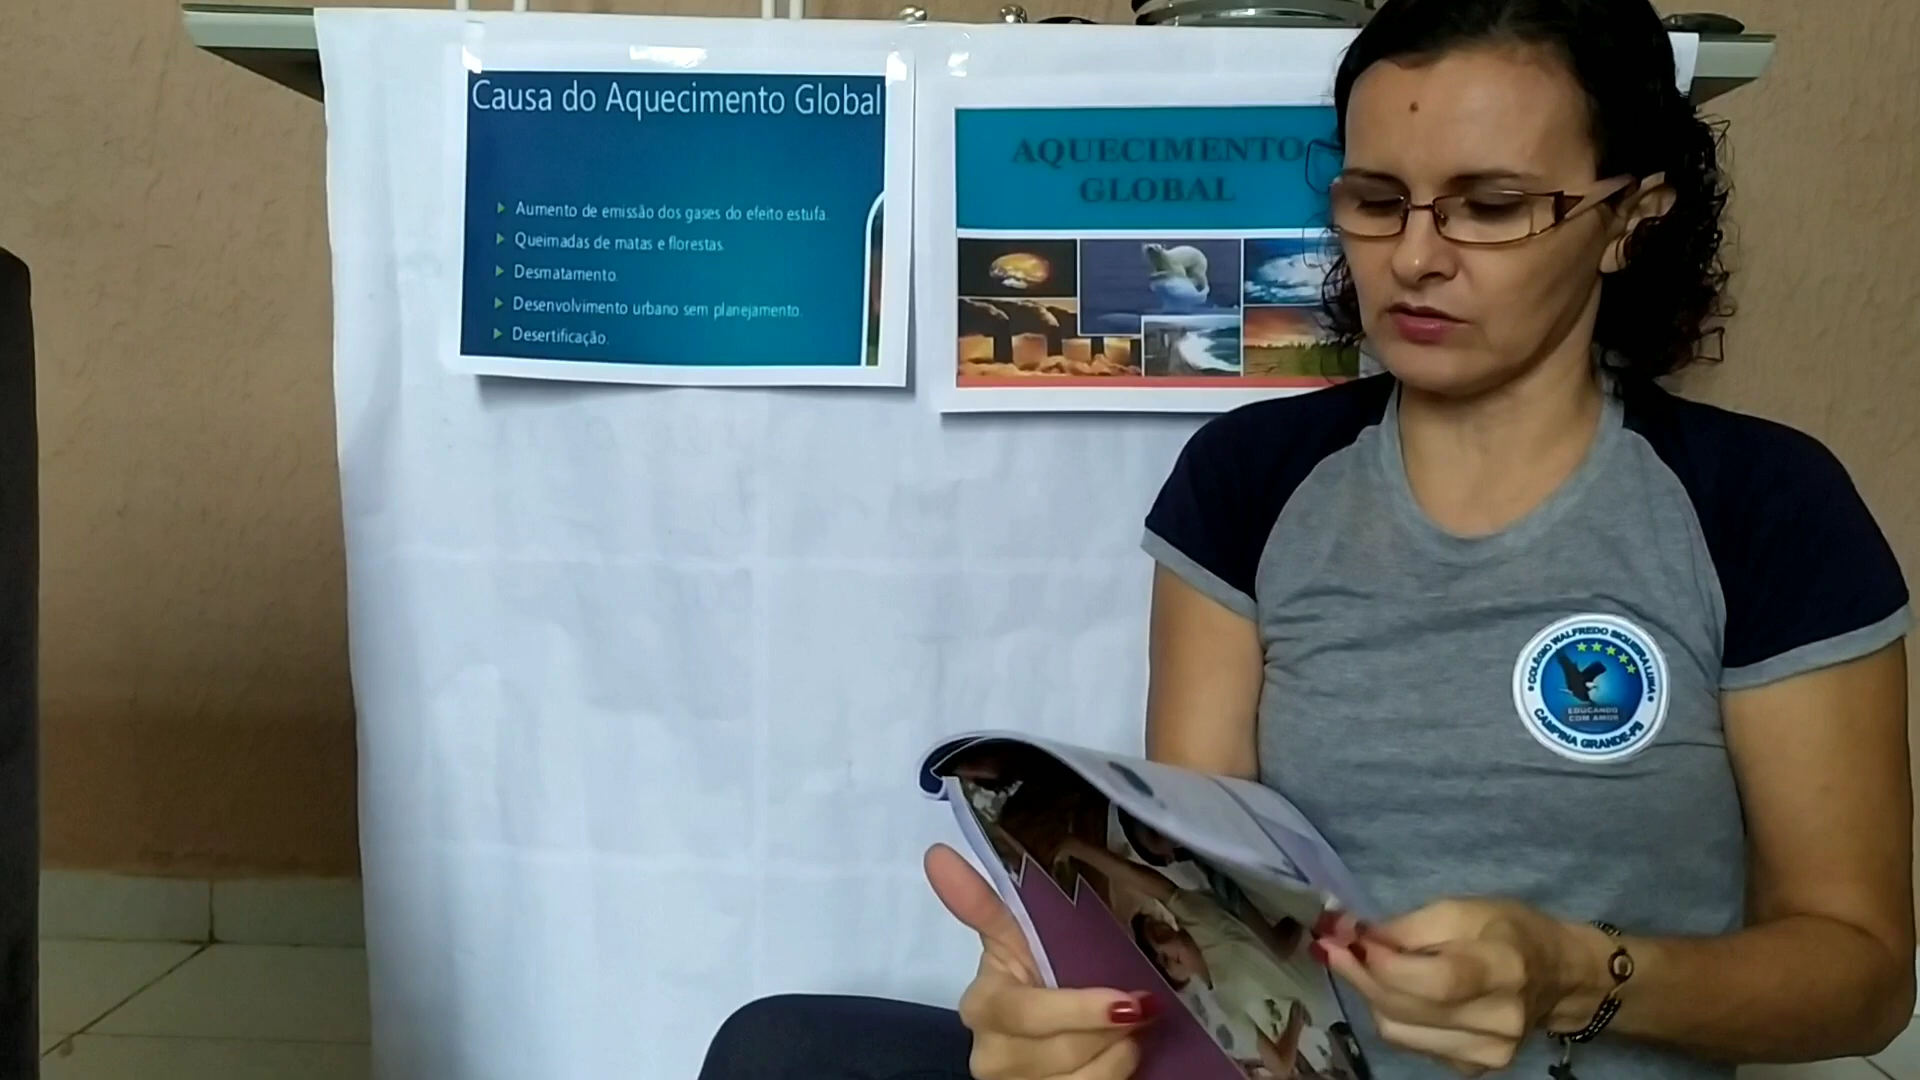 Causa do Aquecimento Global
Aumento de emissão dos gases do efeito estufa.
Queimadas de matas e florestas.
Desmatamento.
Desenvolvimento urbano sem planejamento.
Desertificação.
AQUECIMENTO
GLOBAL
COLÉGIO WALFREDO SIQUEIRA LUNA
EDUCANDO
COM AMOR
CAMPINA GRANDE-PB